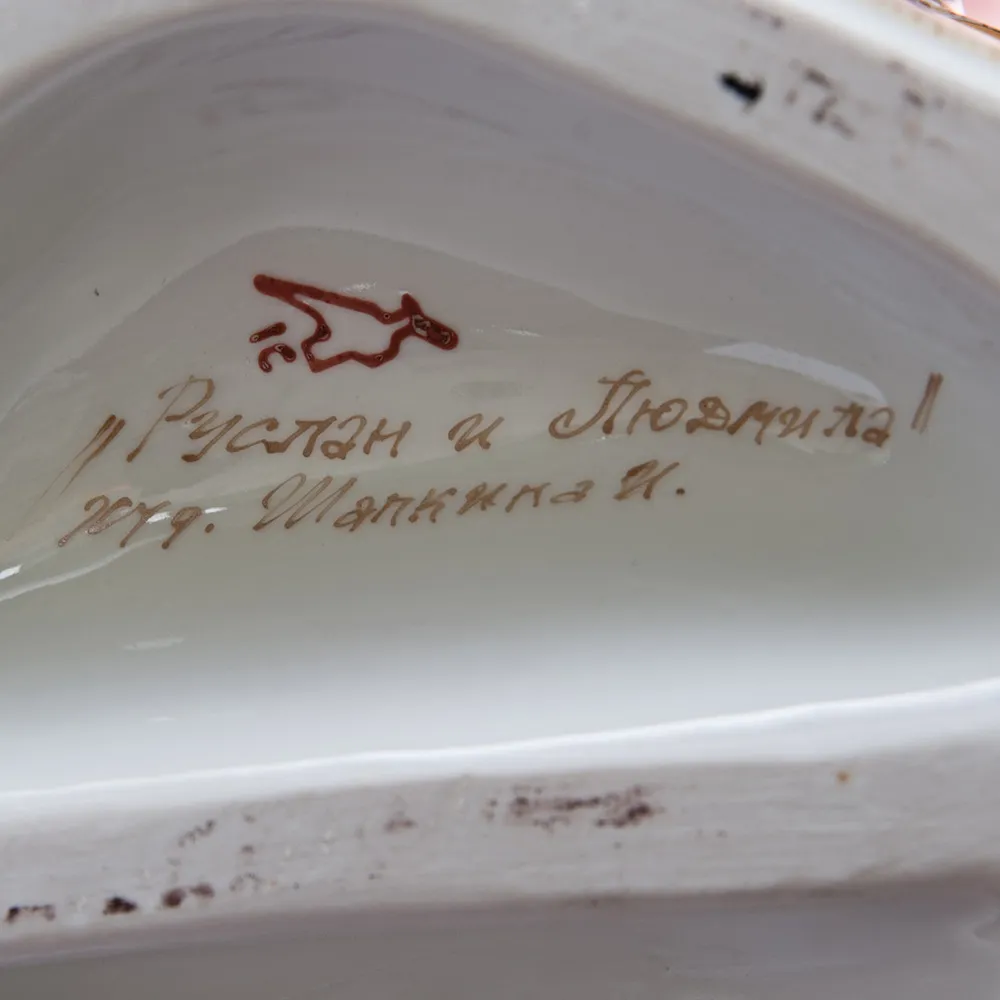 "Руслан и Людмила"
худ. Шапкина И.